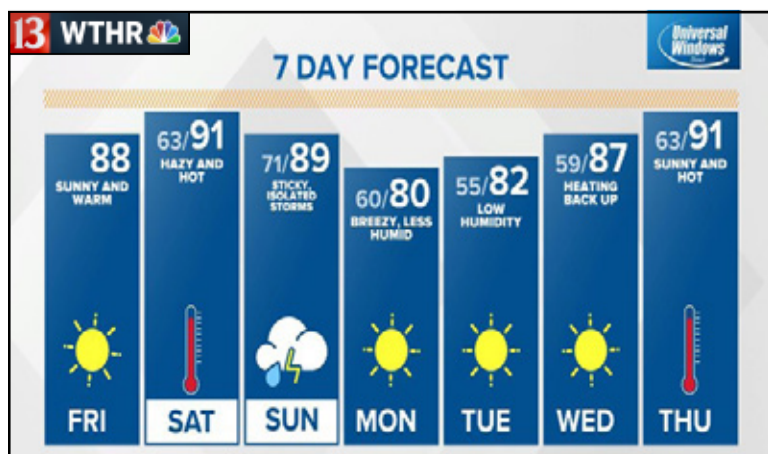 13 WTHR
Universal
Windows
Direct
7 DAY FORECAST
88
SUNNY AND
WARM
FRI
63/91
HAZY AND
HOT
SAT
71/89
STICKY,
ISOLATED
STORMS
SUN
60/80
BREEZY, LESS
HUMID
MON
55/82
LOW
HUMIDITY
TUE
59/87
HEATING
BACK UP
WED
63/91
SUNNY AND
HOT
THU